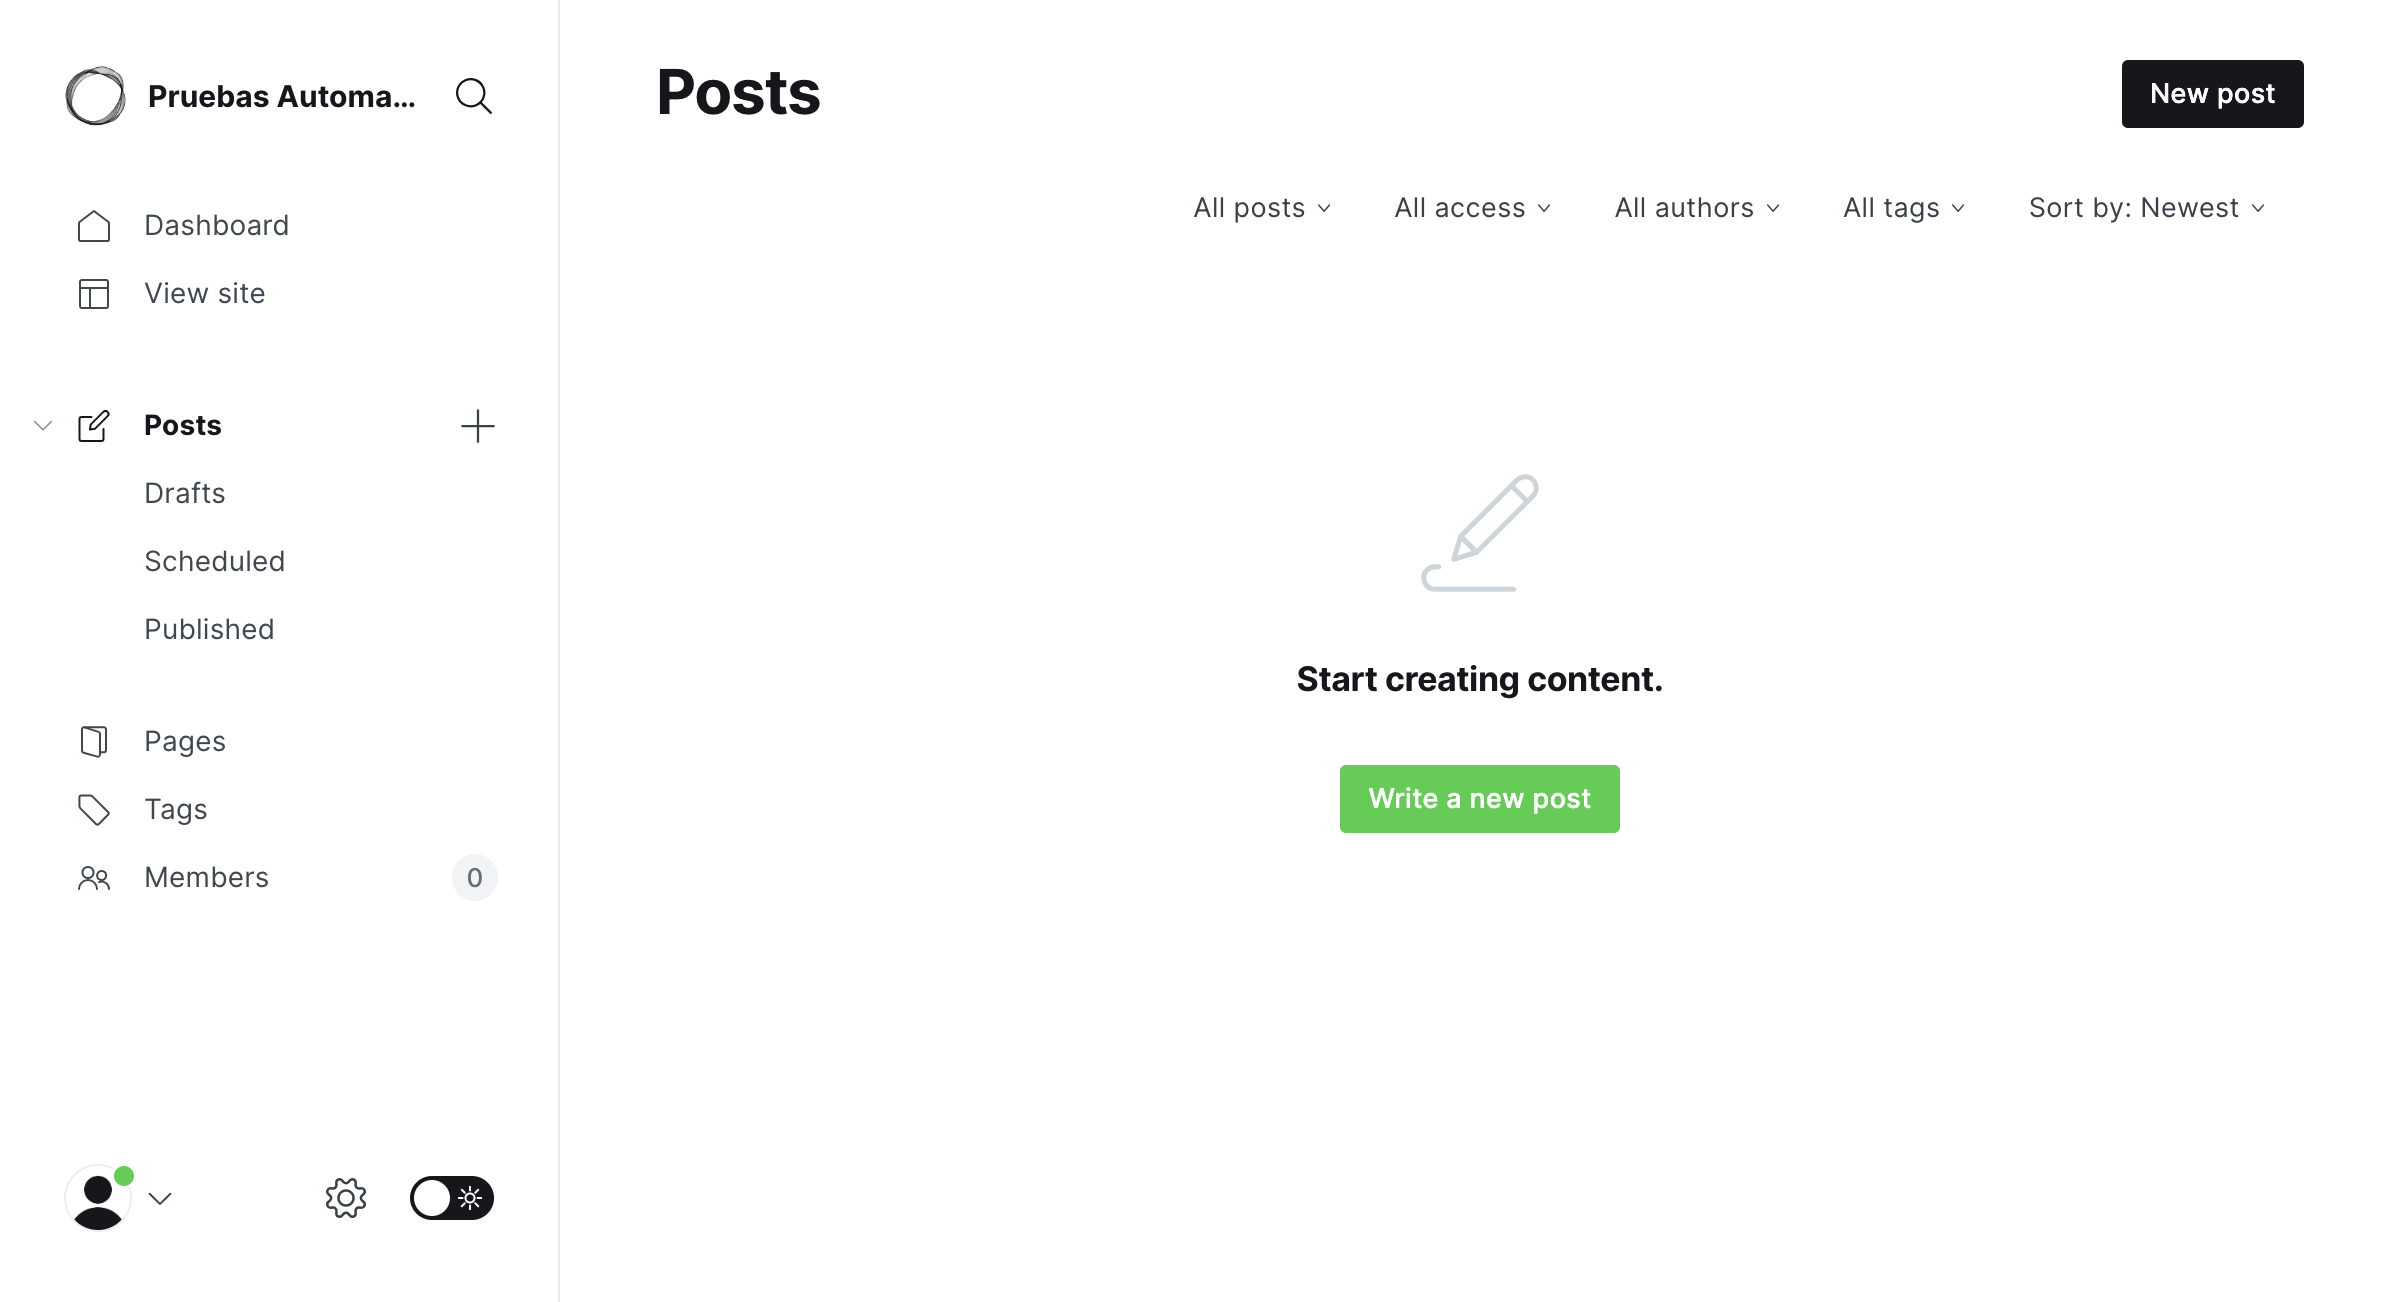 Pruebas Automa...
Dashboard
View site
Posts
Drafts
Scheduled
Published
Pages
Tags
Members 0
Posts
New post
All posts All access All authors All tags Sort by: Newest
Start creating content.
Write a new post